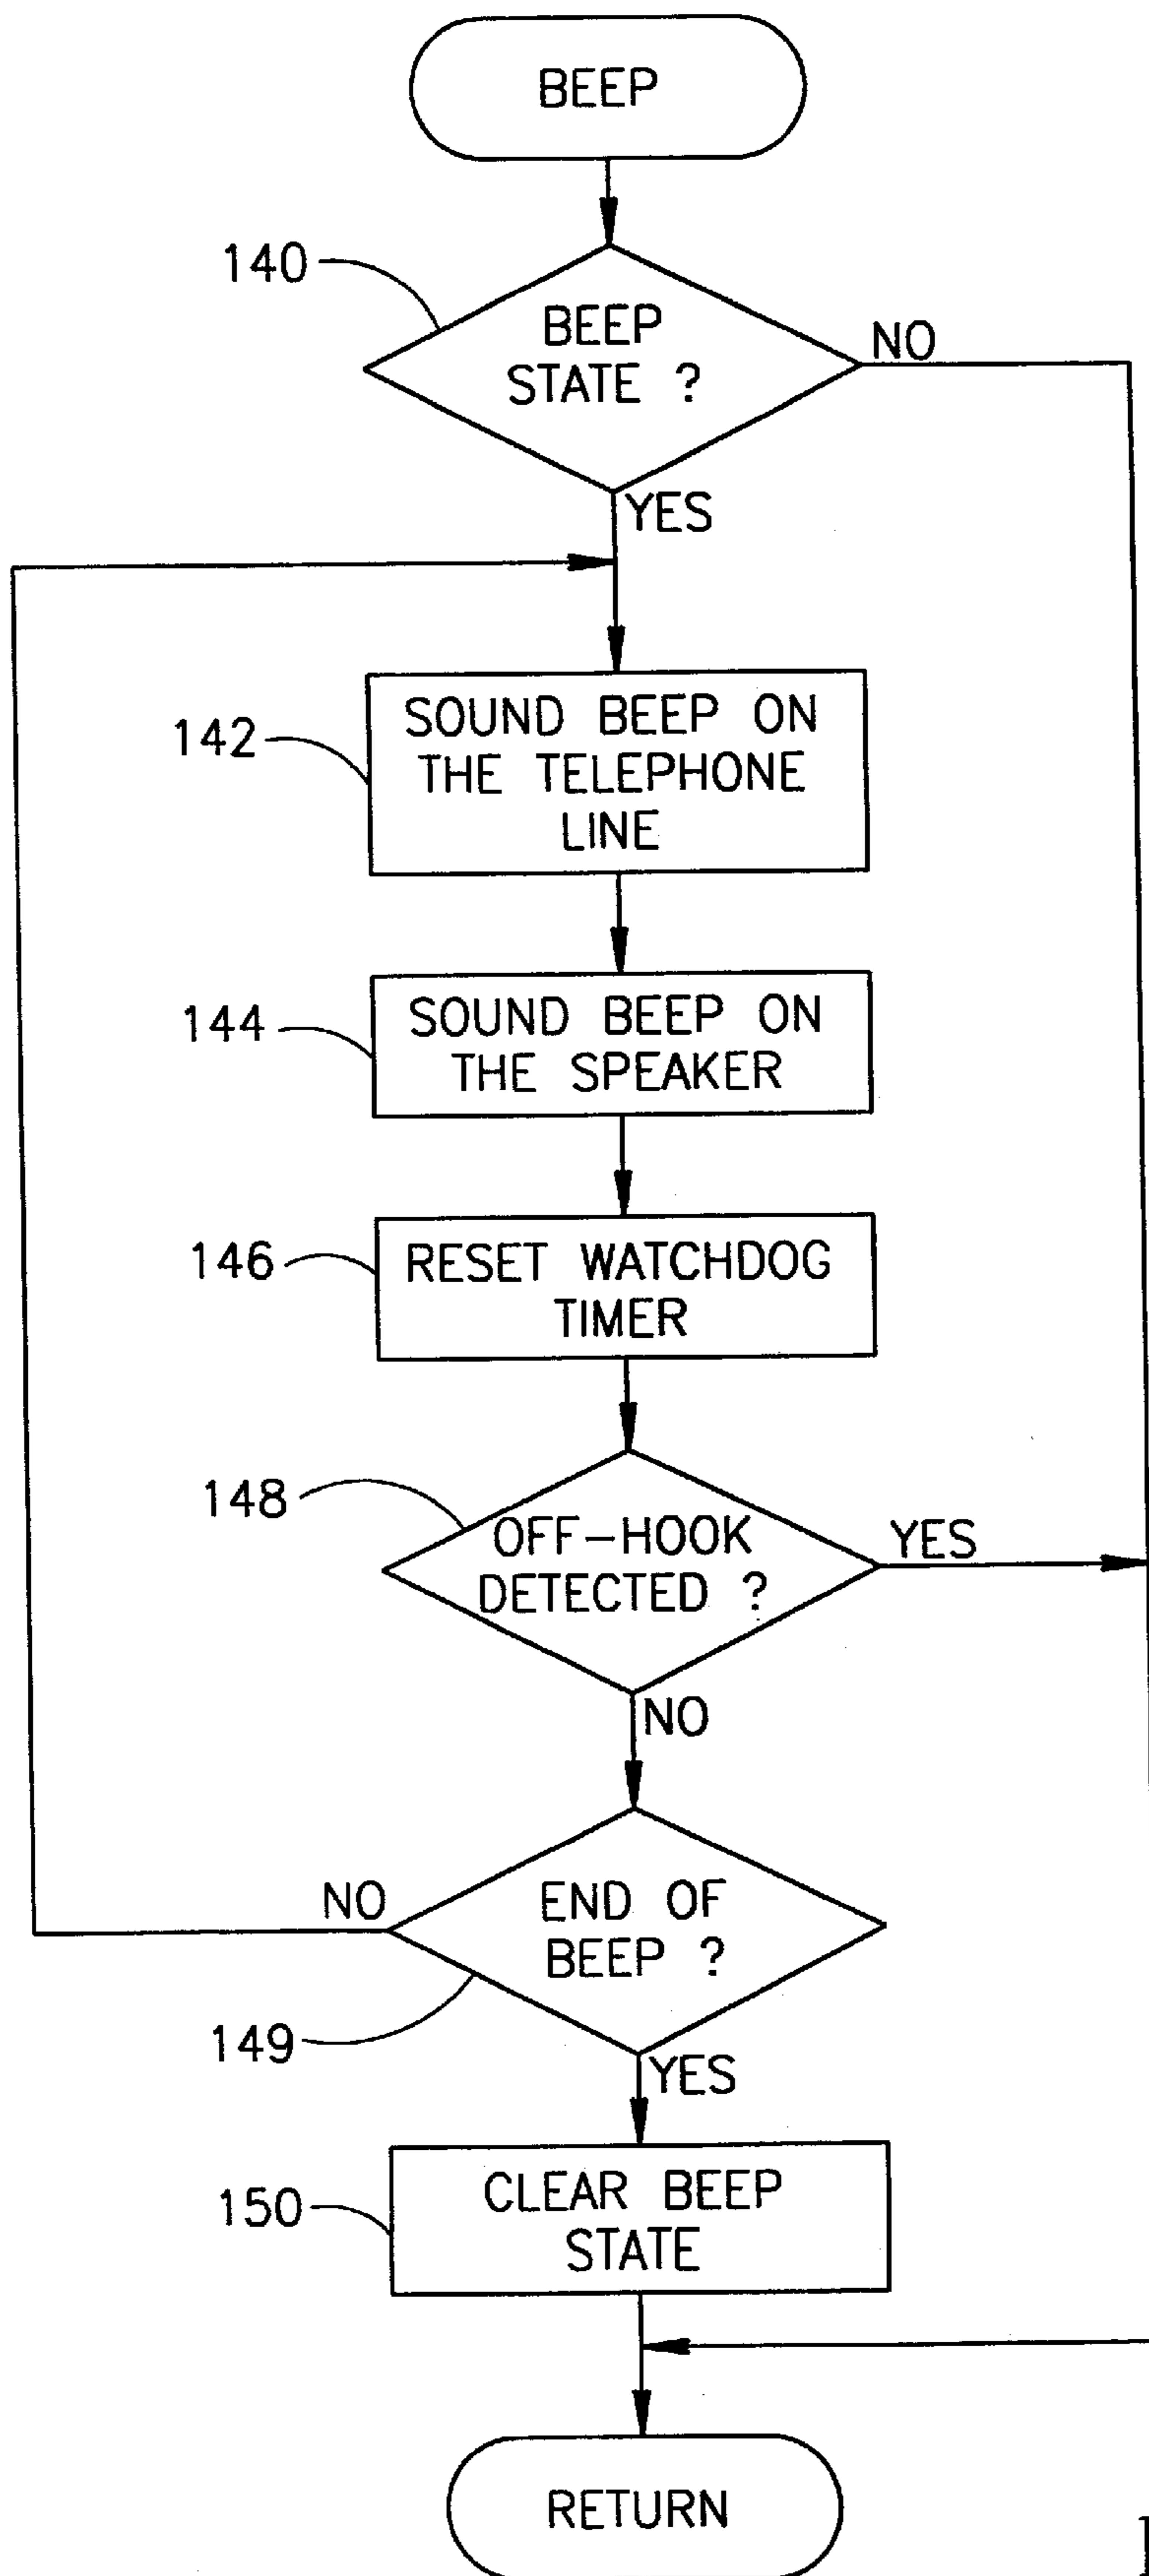 BEEP
140
BEEP
STATE ?
NO
YES
142
SOUND BEEP ON
THE TELEPHONE
LINE
144
SOUND BEEP ON
THE SPEAKER
146
RESET WATCHDOG
TIMER
148
OFF-HOOK
DETECTED ?
YES
NO
NO
END OF
BEEP ?
149
YES
150
CLEAR BEEP
STATE
RETURN